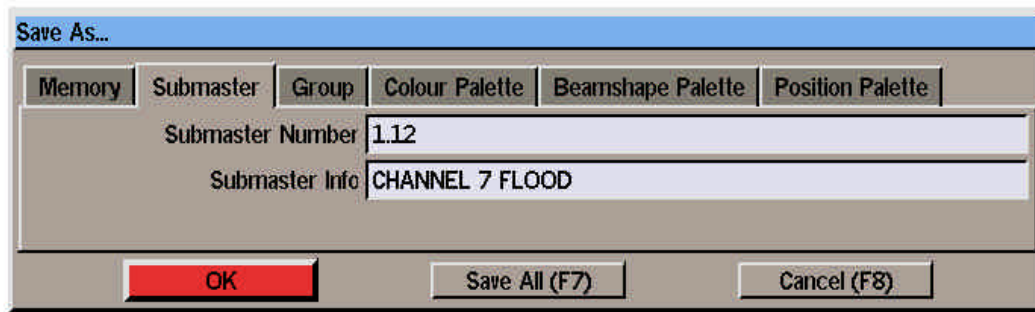 Save As...
Memory Submaster Group Colour Palette Beamshape Palette Position Palette
Submaster Number 1.12
Submaster Info CHANNEL 7 FLOOD
OK Save All (F7) Cancel (F8)